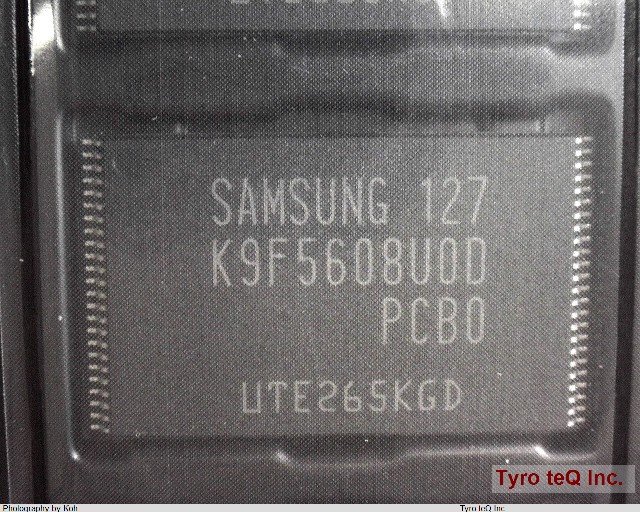 SAMSUNG 127
K9F5608U0D
PCB0
UTE265KGD
Tyro teQ Inc.
Photography by Koh
Tyro teQ Inc